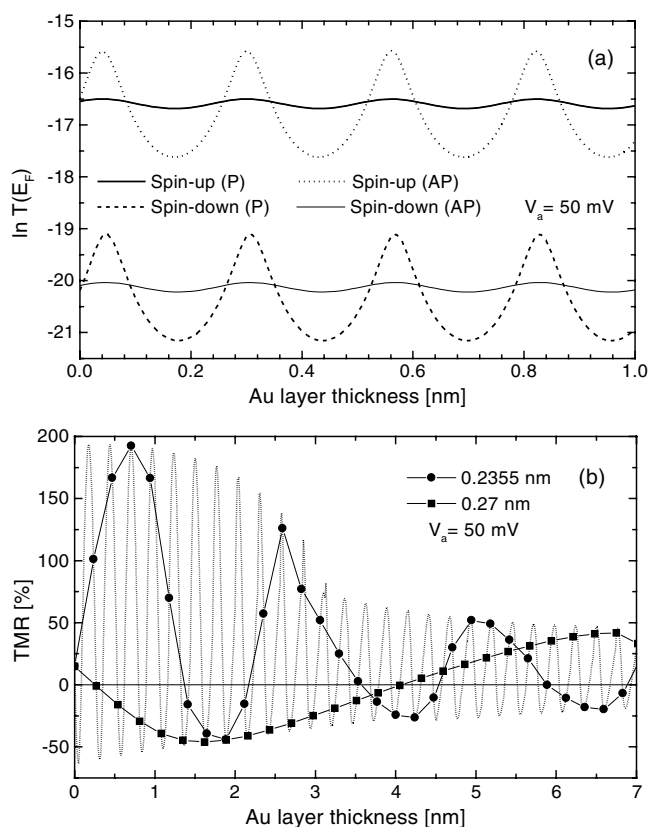 -15
(a)
-16
-17
Spin-up (P) Spin-up (AP)
-18
Spin-down (P) Spin-down (AP) V_a= 50 mV
-19
-20
-21
ln T(E_F)
0.0 0.2 0.4 0.6 0.8 1.0
Au layer thickness [nm]
200
0.2355 nm (b)
150
0.27 nm
V_a= 50 mV
100
50
0
-50
TMR [%]
0 1 2 3 4 5 6 7
Au layer thickness [nm]